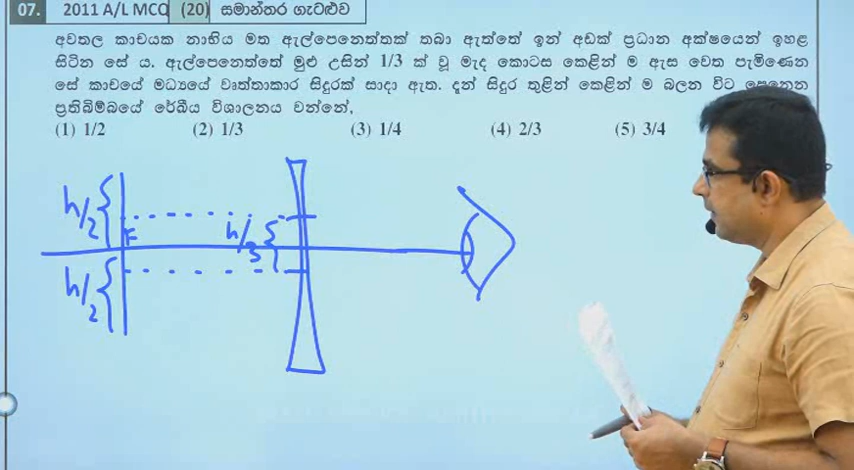 07. 2011 A/L MCQ (20) සමාන්තර ගැටළුව
අවතල කාචයක නාභිය මත ඇල්පෙනෙත්තක් තබා ඇත්තේ ඉන් අඩක් ප්‍රධාන අක්ෂයෙන් ඉහළ
සිටින සේ ය. ඇල්පෙනෙත්තේ මුළු උසින් 1/3 ක් වූ මැද කොටස කෙළින් ම ඇස වෙත පැමිණෙන
සේ කාචයේ මධ්‍යයේ වෘත්තාකාර සිදුරක් සාදා ඇත. දැන් සිදුර තුළින් කෙළින් ම බලන විට පෙනෙන
ප්‍රතිබිම්බයේ රේඛීය විශාලනය වන්නේ,
(1) 1/2 (2) 1/3 (3) 1/4 (4) 2/3 (5) 3/4
h/2
F
h/3
h/2